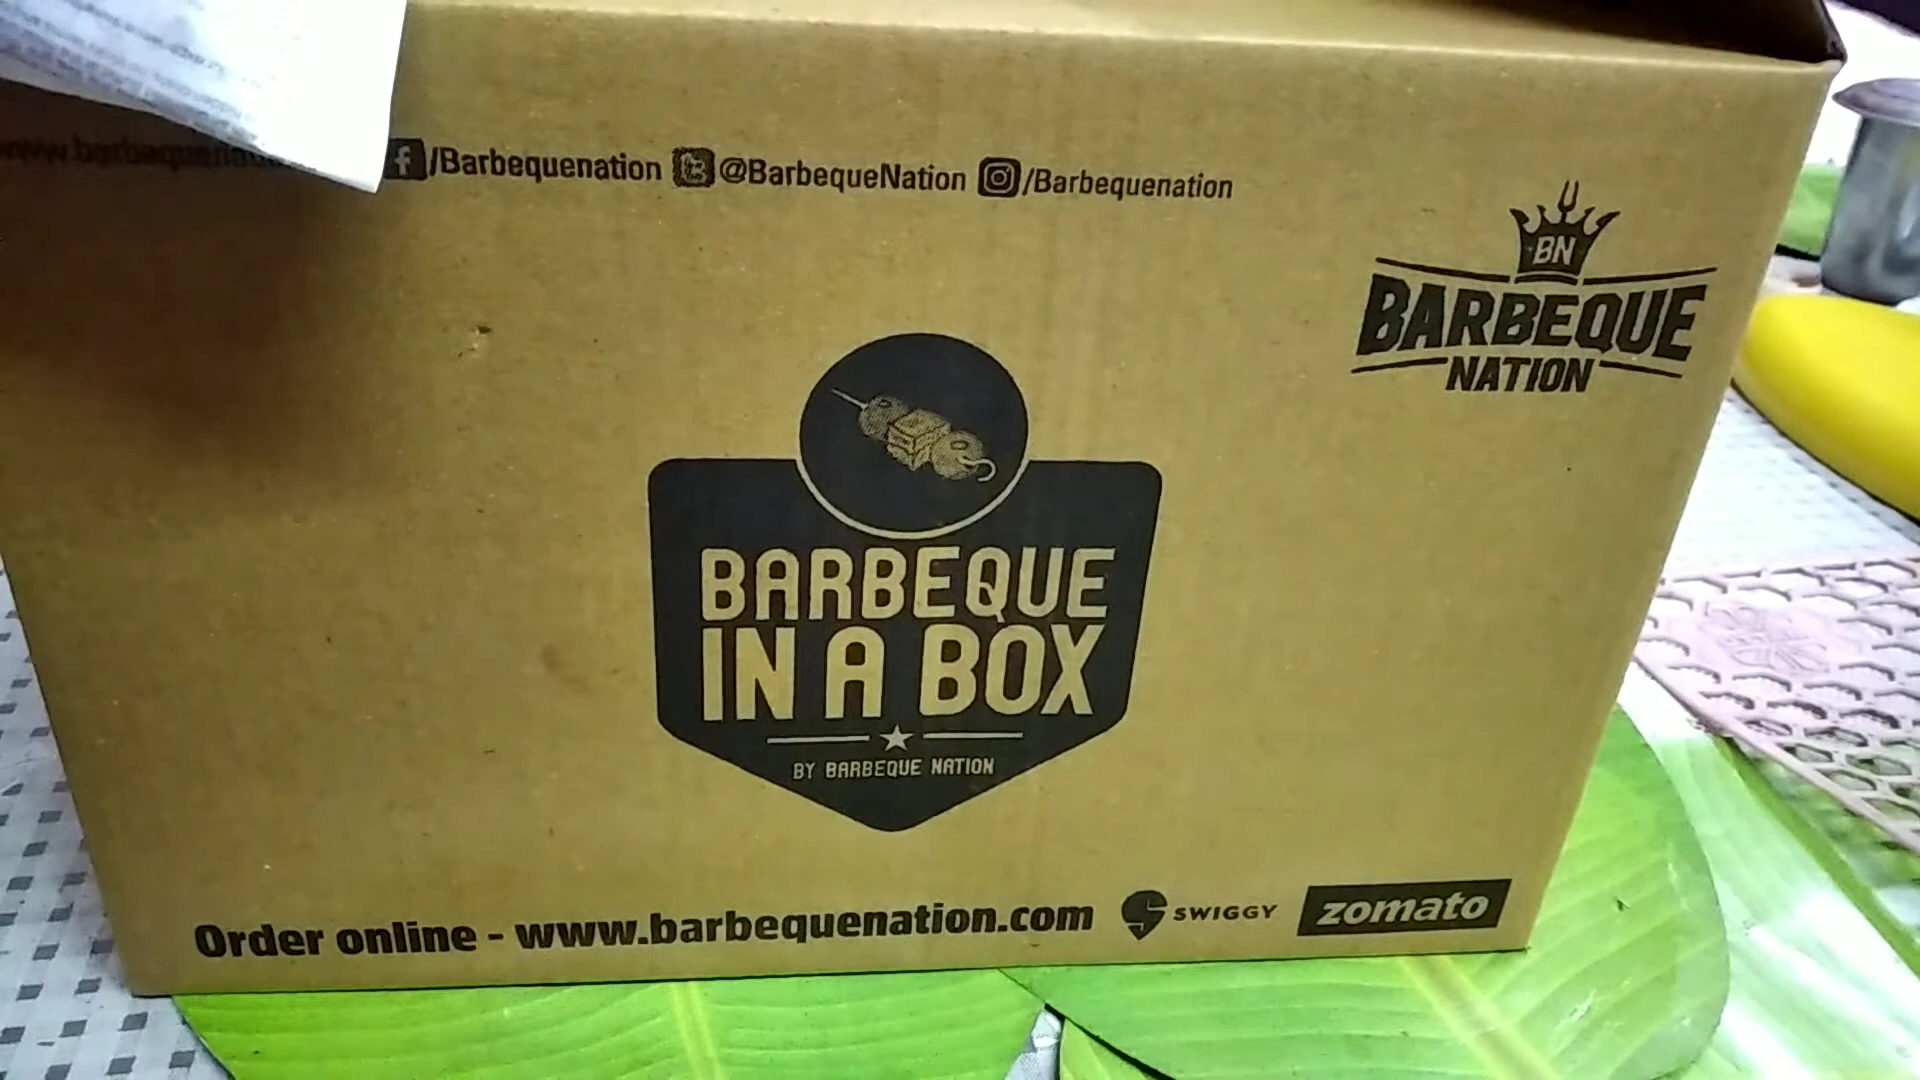 /Barbequenation @BarbequeNation /Barbequenation
BN
BARBEQUE
NATION
BARBEQUE
IN A BOX
BY BARBEQUE NATION
Order online - www.barbequenation.com SWIGGY zomato